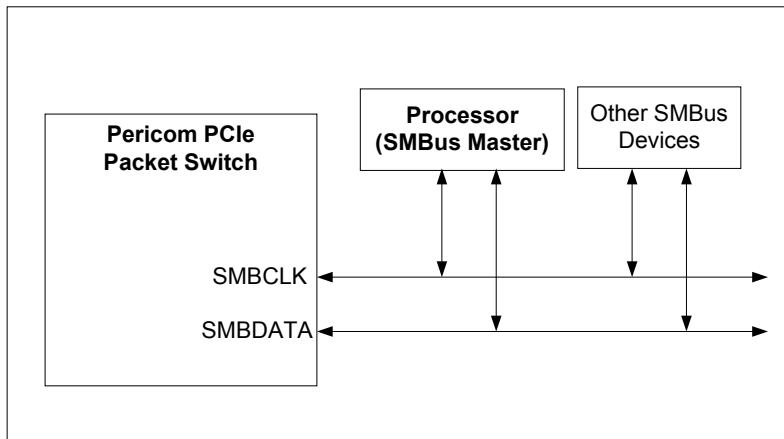 Pericom PCIe
Packet Switch
Processor
(SMBus Master)
Other SMBus
Devices
SMBCLK
SMBDATA